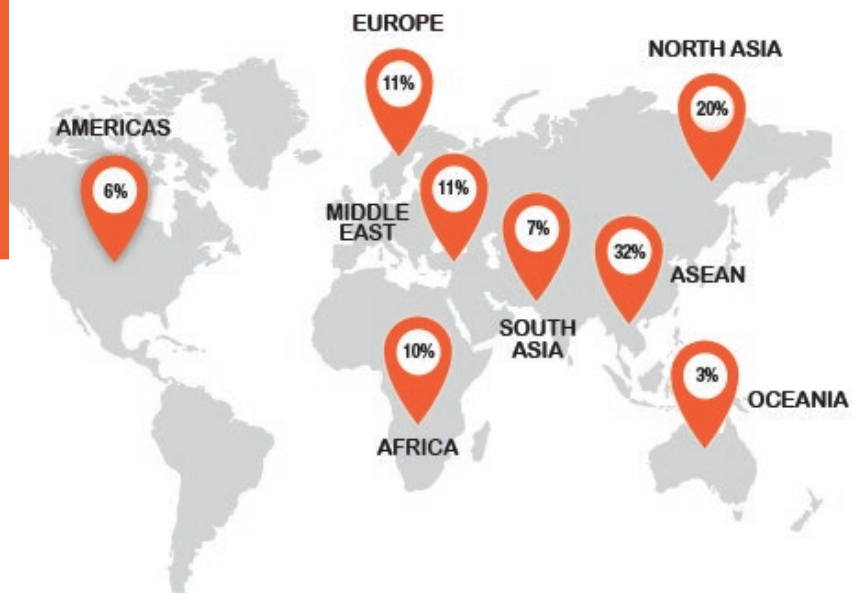 EUROPE
11%
NORTH ASIA
20%
AMERICAS
6%
MIDDLE
EAST
11%
7%
SOUTH
ASIA
32%
ASEAN
10%
AFRICA
3%
OCEANIA